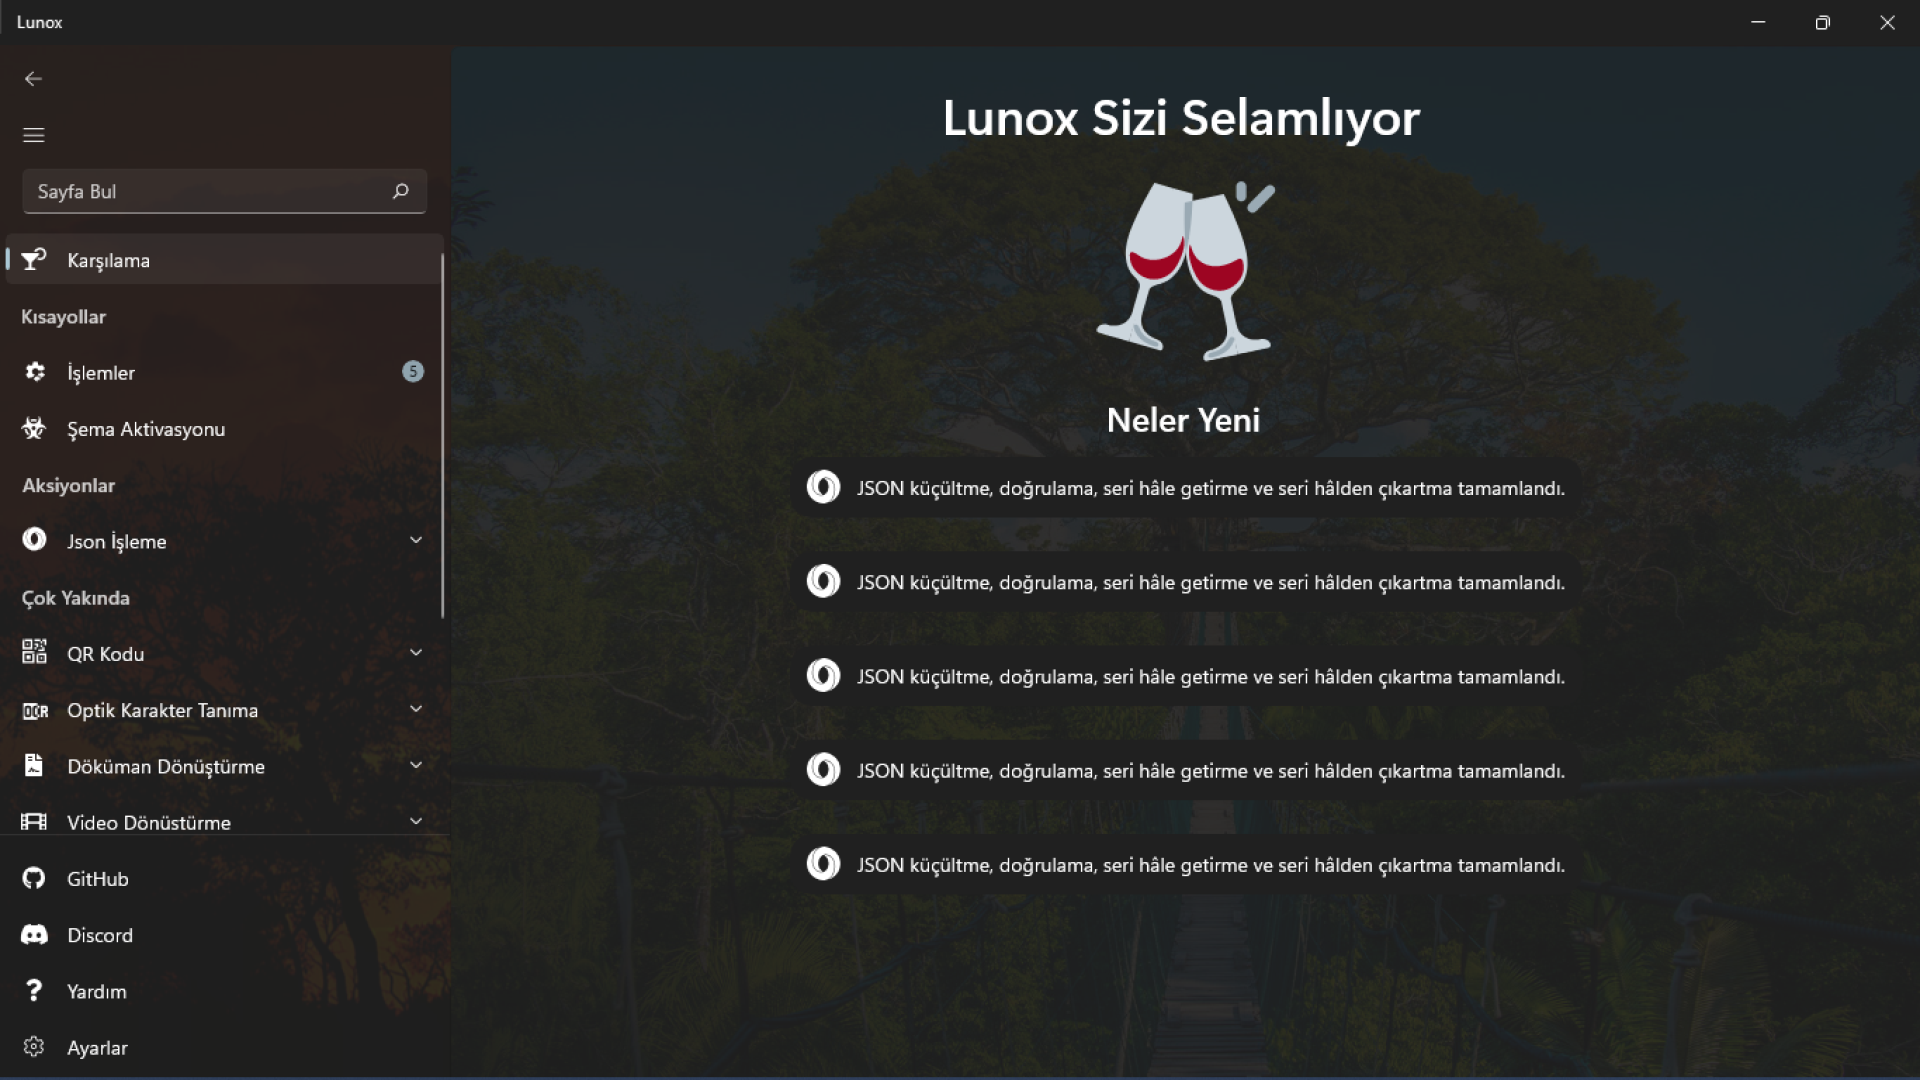 Lunox
Sayfa Bul
Karşılama
Kısayollar
İşlemler
5
Şema Aktivasyonu
Aksiyonlar
Json İşleme
Çok Yakında
QR Kodu
OCR
Optik Karakter Tanıma
Döküman Dönüştürme
Video Dönüştürme
GitHub
Discord
Yardım
Ayarlar
Lunox Sizi Selamlıyor
Neler Yeni
JSON küçültme, doğrulama, seri hâle getirme ve seri hâlden çıkartma tamamlandı.
JSON küçültme, doğrulama, seri hâle getirme ve seri hâlden çıkartma tamamlandı.
JSON küçültme, doğrulama, seri hâle getirme ve seri hâlden çıkartma tamamlandı.
JSON küçültme, doğrulama, seri hâle getirme ve seri hâlden çıkartma tamamlandı.
JSON küçültme, doğrulama, seri hâle getirme ve seri hâlden çıkartma tamamlandı.